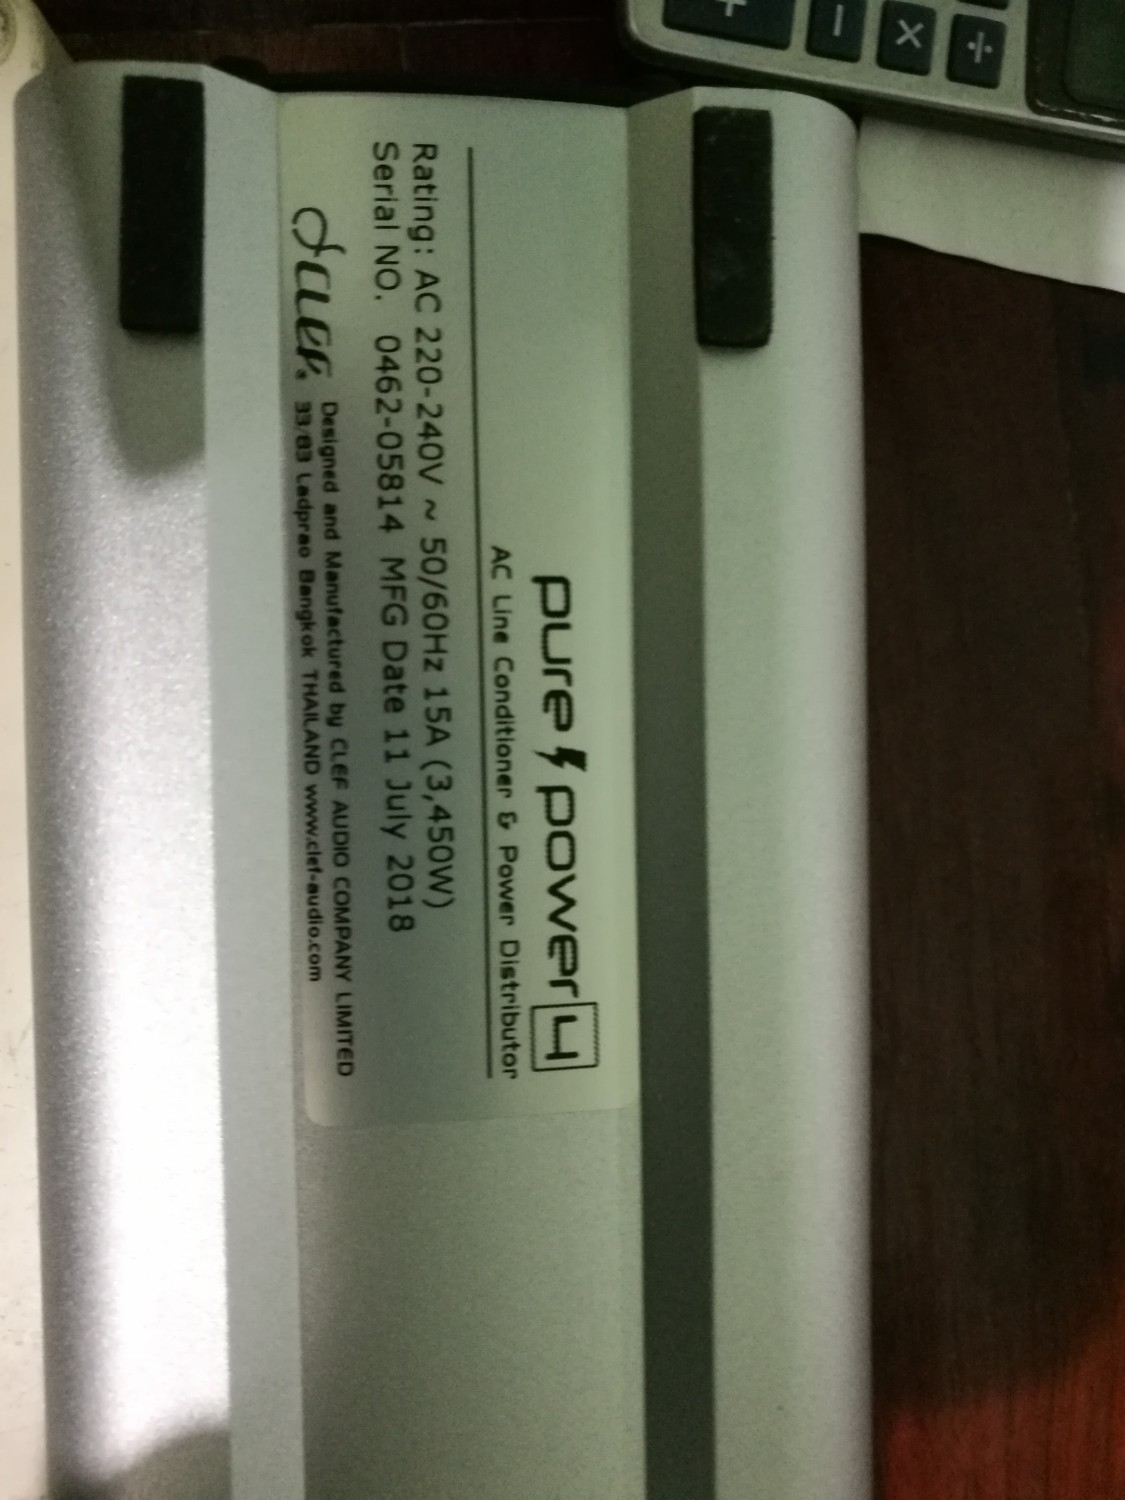 pure power 4
AC Line Conditioner & Power Distributor
Rating: AC 220-240V ~ 50/60Hz 15A (3,450W)
Serial NO. 0462-05814 MFG Date 11 July 2018
CLEF® Designed and Manufactured by CLEF AUDIO COMPANY LIMITED
33/83 Ladprao Bangkok THAILAND www.clef-audio.com
+ − × ÷